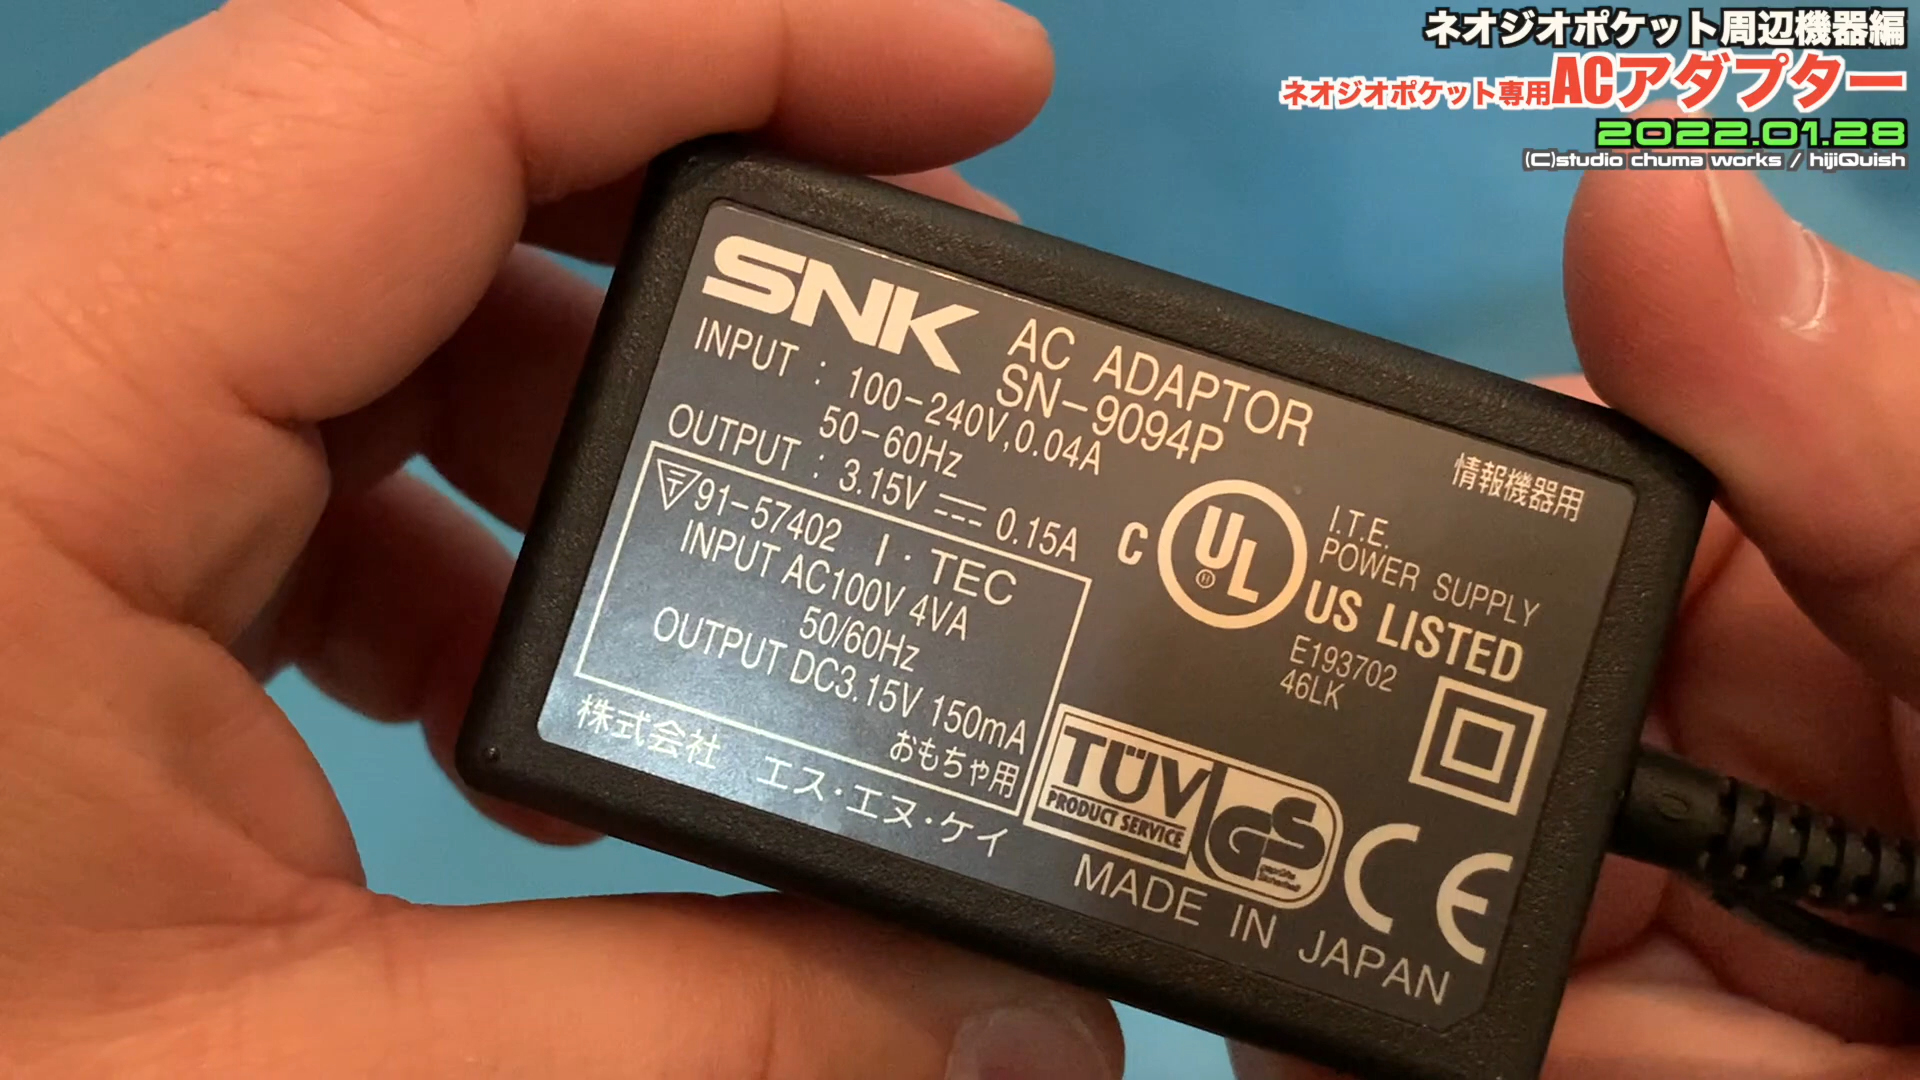 ネオジオポケット周辺機器編
ネオジオポケット専用ACアダプター
2022.01.28
(C)studio chuma works / hijiQuish
SNK
AC ADAPTOR
SN-9094P
INPUT : 100-240V,0.04A
50-60Hz
OUTPUT : 3.15V 0.15A
情報機器用
T 91-57402 I・TEC
INPUT AC100V 4VA
50/60Hz
OUTPUT DC3.15V 150mA
おもちゃ用
C UL US LISTED
I.T.E.
POWER SUPPLY
E193702
46LK
株式会社 エス・エヌ・ケイ
TÜV
PRODUCT SERVICE
GS
CE
MADE IN JAPAN